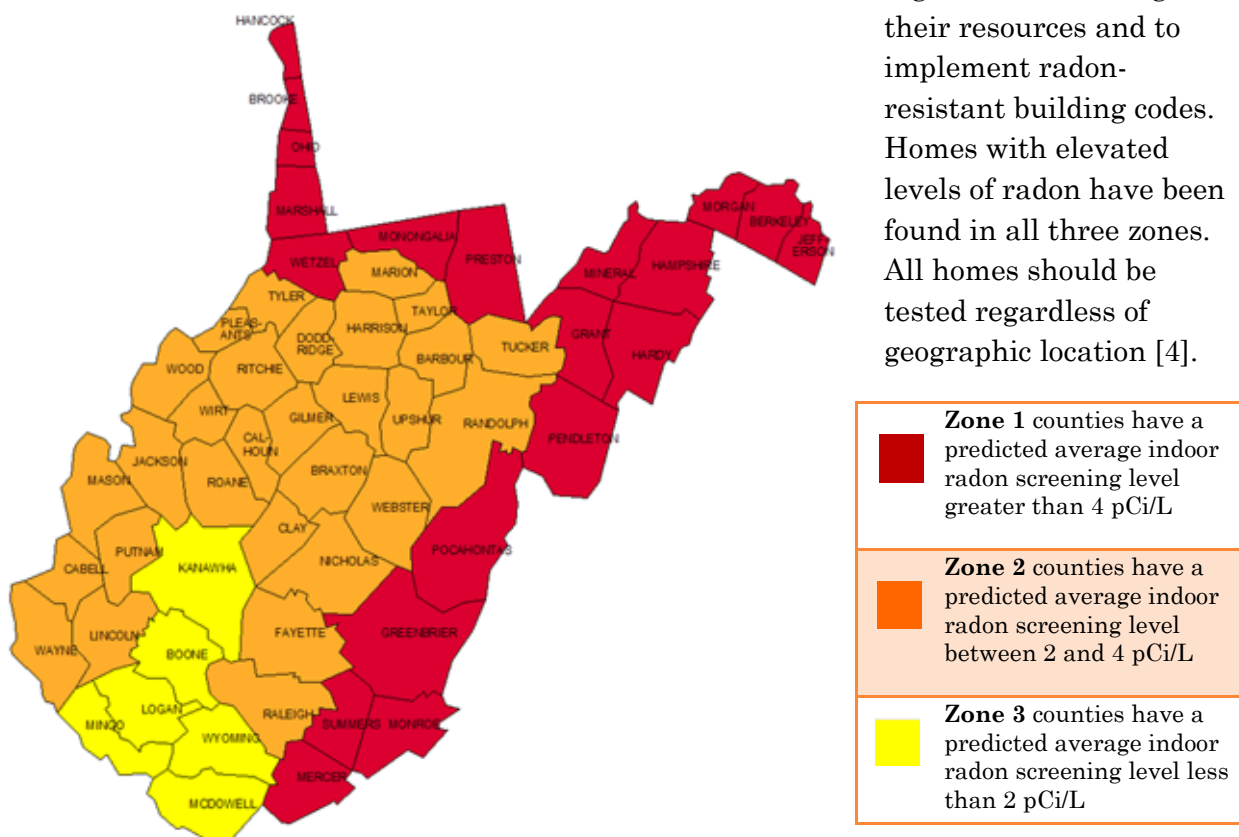 their resources and to
implement radon-
resistant building codes.
Homes with elevated
levels of radon have been
found in all three zones.
All homes should be
tested regardless of
geographic location [4].
HANCOCK
BROOKE
OHIO
MARSHALL
WETZEL
MONONGALIA
PRESTON
MORGAN
BERKELEY
JEFF-
ERSON
MINERAL
HAMPSHIRE
MARION
TYLER
TAYLOR
PLEAS-
ANTS
DODD-
RIDGE
HARRISON
GRANT
HARDY
WOOD
RITCHIE
BARBOUR
TUCKER
WIRT
GILMER
LEWIS
UPSHUR
RANDOLPH
PENDLETON
CAL-
HOUN
JACKSON
ROANE
BRAXTON
MASON
WEBSTER
CLAY
POCAHONTAS
PUTNAM
KANAWHA
NICHOLAS
CABELL
LINCOLN
WAYNE
BOONE
FAYETTE
GREENBRIER
LOGAN
MINGO
RALEIGH
SUMMERS
MONROE
WYOMING
MERCER
MCDOWELL
Zone 1 counties have a
predicted average indoor
radon screening level
greater than 4 pCi/L
Zone 2 counties have a
predicted average indoor
radon screening level
between 2 and 4 pCi/L
Zone 3 counties have a
predicted average indoor
radon screening level less
than 2 pCi/L